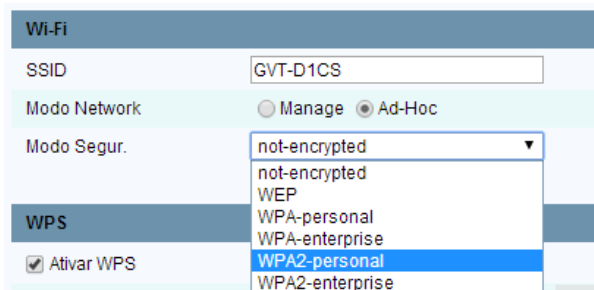 Wi-Fi
SSID GVT-D1CS
Modo Network Manage Ad-Hoc
Modo Segur. not-encrypted
not-encrypted
WEP
WPA-personal
WPA-enterprise
WPS
WPA2-personal
Ativar WPS
WPA2-enterprise